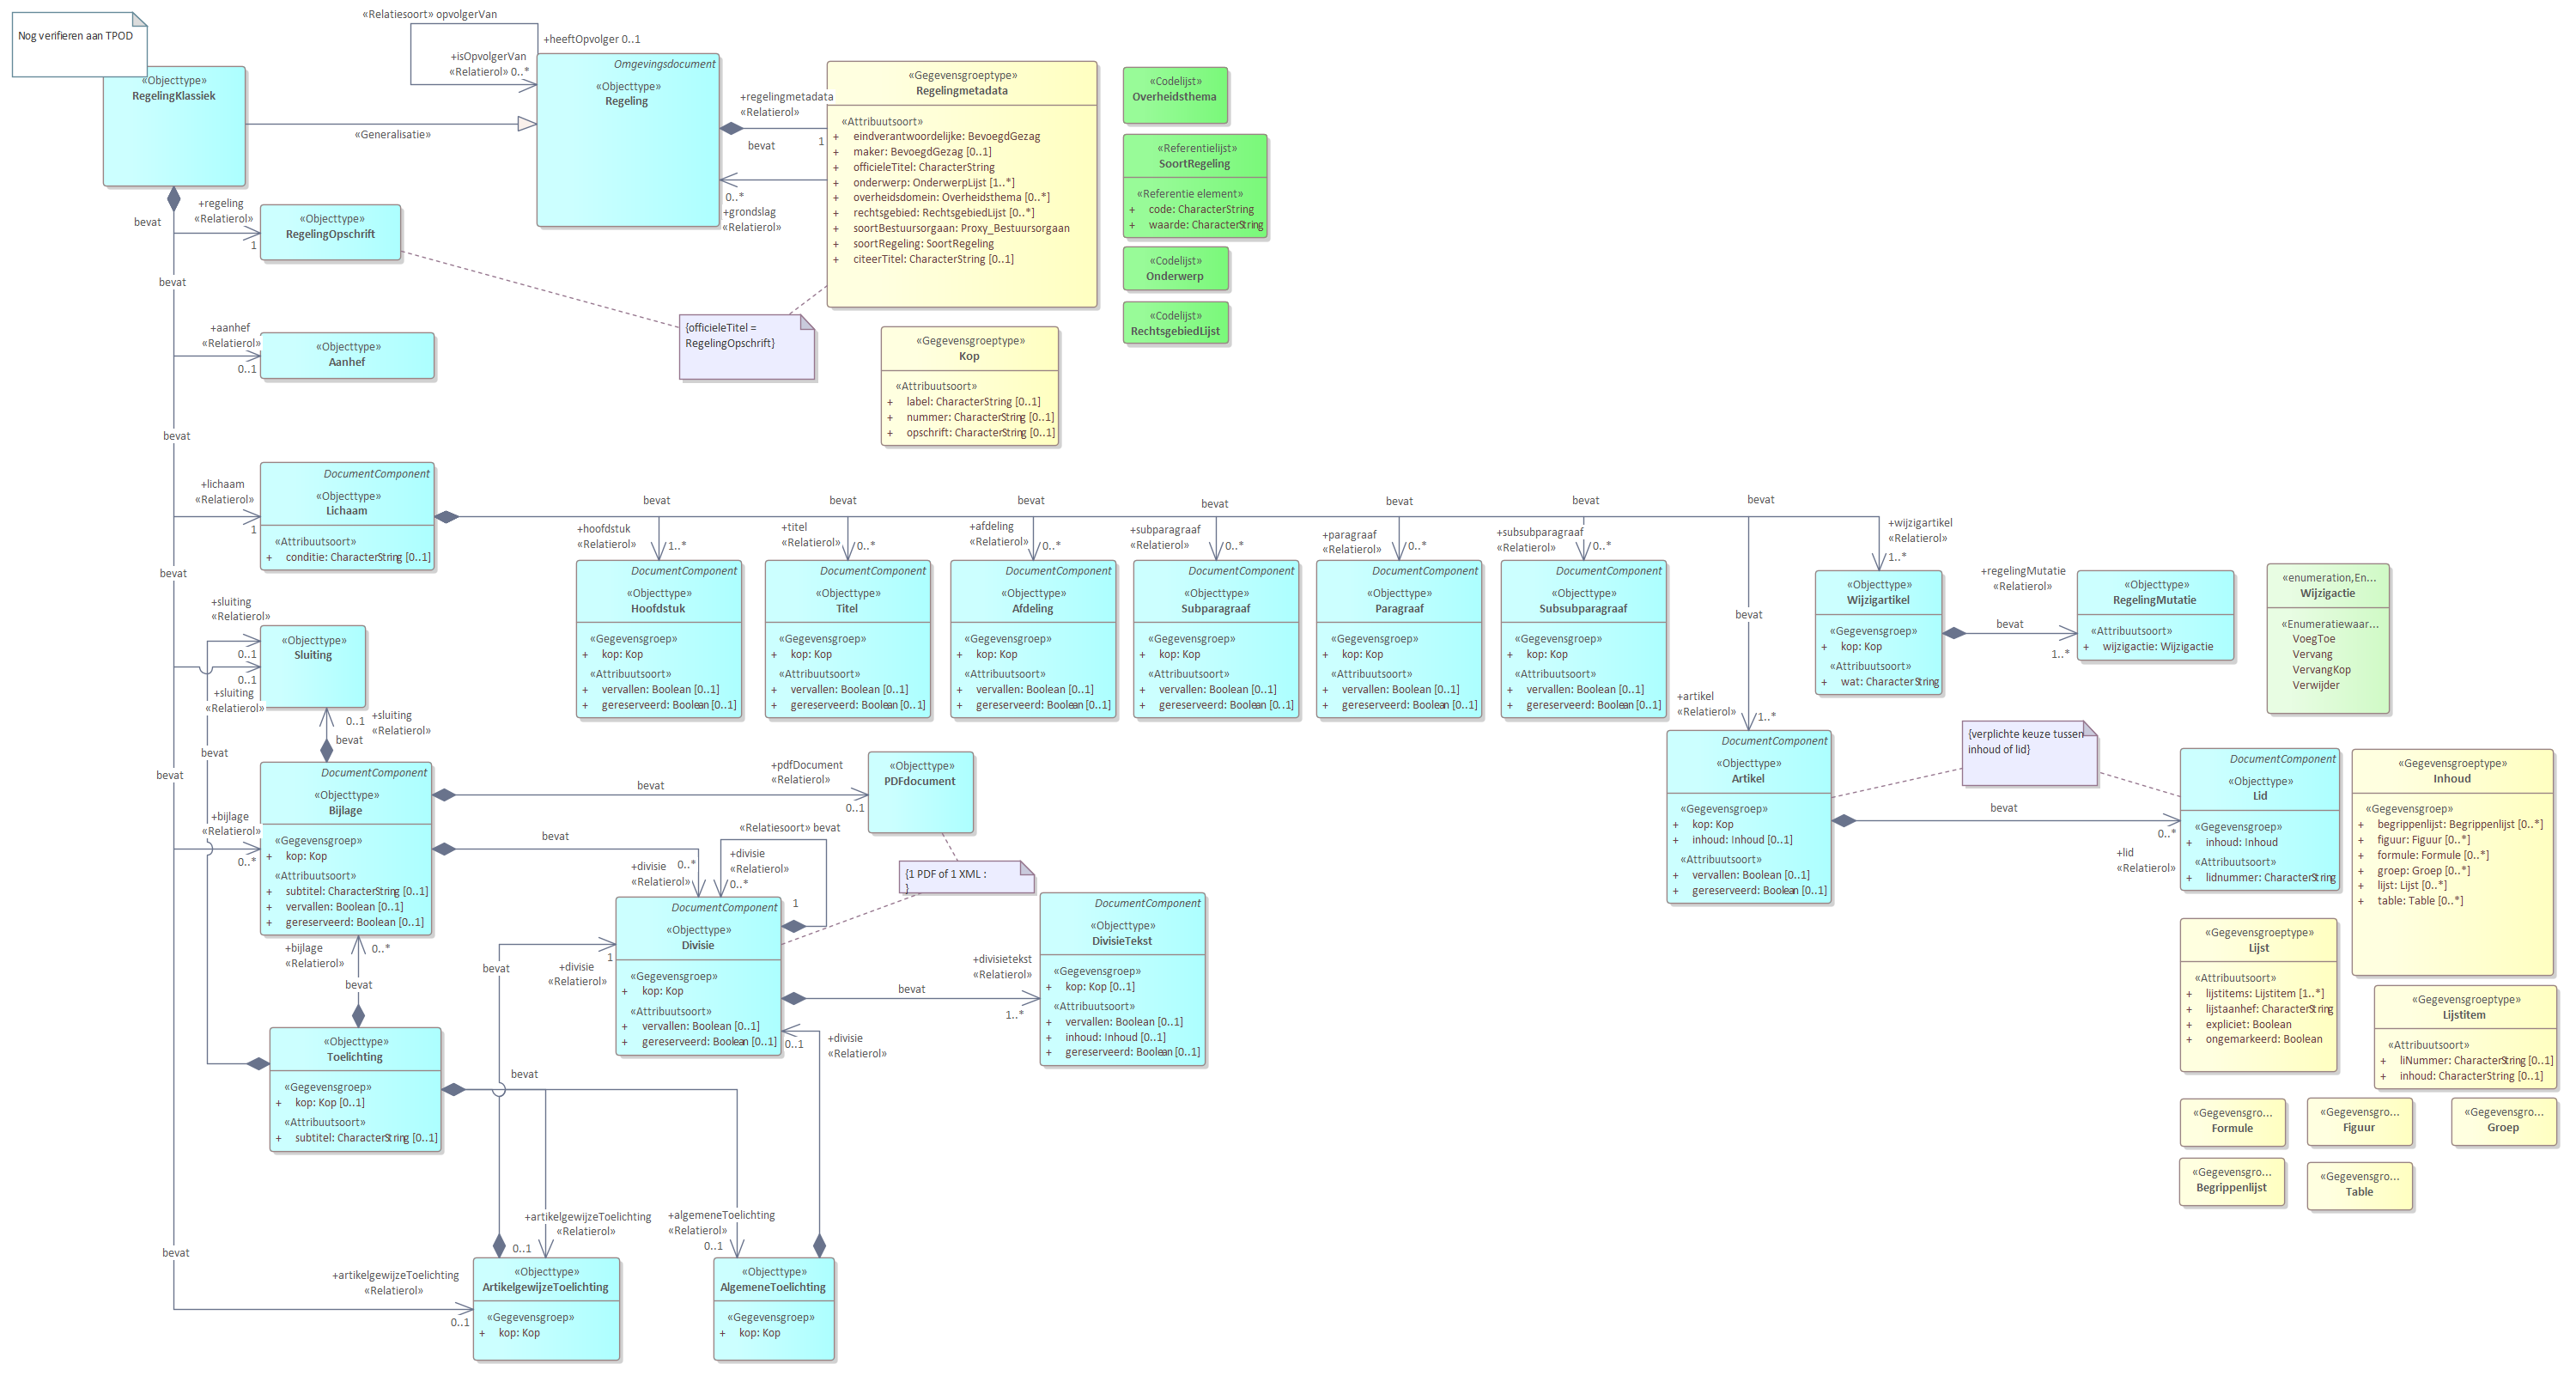 Nog verifieren aan TPOD
«Objecttype»
RegelingKlassiek
«Relatiesoort» opvolgerVan
+heeftOpvolger 0..1
+isOpvolgerVan
«Relatierol» 0..*
«Generalisatie»
Omgevingsdocument
«Objecttype»
Regeling
+regelingmetadata
«Relatierol»
bevat
1
0..*
+grondslag
«Relatierol»
«Gegevensgroeptype»
Regelingmetadata
«Attribuutsoort»
+ eindverantwoordelijke: BevoegdGezag
+ maker: BevoegdGezag [0..1]
+ officieleTitel: CharacterString
+ onderwerp: OnderwerpLijst [1..*]
+ overheidsdomein: Overheidsthema [0..*]
+ rechtsgebied: RechtsgebiedLijst [0..*]
+ soortBestuursorgaan: Proxy_Bestuursorgaan
+ soortRegeling: SoortRegeling
+ citeerTitel: CharacterString [0..1]
«Codelijst»
Overheidsthema
«Referentielijst»
SoortRegeling
«Referentie element»
+ code: CharacterString
+ waarde: CharacterString
«Codelijst»
Onderwerp
«Codelijst»
RechtsgebiedLijst
bevat
+regeling
«Relatierol»
1
«Objecttype»
RegelingOpschrift
{officieleTitel =
RegelingOpschrift}
«Gegevensgroeptype»
Kop
«Attribuutsoort»
+ label: CharacterString [0..1]
+ nummer: CharacterString [0..1]
+ opschrift: CharacterString [0..1]
bevat
+aanhef
«Relatierol»
0..1
«Objecttype»
Aanhef
bevat
+lichaam
«Relatierol»
1
DocumentComponent
«Objecttype»
Lichaam
«Attribuutsoort»
+ conditie: CharacterString [0..1]
bevat
+hoofdstuk
«Relatierol»
1..*
DocumentComponent
«Objecttype»
Hoofdstuk
«Gegevensgroep»
+ kop: Kop
«Attribuutsoort»
+ vervallen: Boolean [0..1]
+ gereserveerd: Boolean [0..1]
bevat
+titel
«Relatierol»
0..*
DocumentComponent
«Objecttype»
Titel
«Gegevensgroep»
+ kop: Kop
«Attribuutsoort»
+ vervallen: Boolean [0..1]
+ gereserveerd: Boolean [0..1]
bevat
+afdeling
«Relatierol»
0..*
DocumentComponent
«Objecttype»
Afdeling
«Gegevensgroep»
+ kop: Kop
«Attribuutsoort»
+ vervallen: Boolean [0..1]
+ gereserveerd: Boolean [0..1]
bevat
+subparagraaf
«Relatierol»
0..*
DocumentComponent
«Objecttype»
Subparagraaf
«Gegevensgroep»
+ kop: Kop
«Attribuutsoort»
+ vervallen: Boolean [0..1]
+ gereserveerd: Boolean [0..1]
bevat
+paragraaf
«Relatierol»
0..*
DocumentComponent
«Objecttype»
Paragraaf
«Gegevensgroep»
+ kop: Kop
«Attribuutsoort»
+ vervallen: Boolean [0..1]
+ gereserveerd: Boolean [0..1]
bevat
+subsubparagraaf
«Relatierol»
0..*
DocumentComponent
«Objecttype»
Subsubparagraaf
«Gegevensgroep»
+ kop: Kop
«Attribuutsoort»
+ vervallen: Boolean [0..1]
+ gereserveerd: Boolean [0..1]
bevat
+wijzigartikel
«Relatierol»
1..*
«Objecttype»
Wijzigartikel
«Gegevensgroep»
+ kop: Kop
«Attribuutsoort»
+ wat: CharacterString
+regelingMutatie
«Relatierol»
bevat
1..*
«Objecttype»
RegelingMutatie
«Attribuutsoort»
+ wijzigactie: Wijzigactie
«enumeration,En...
Wijzigactie
«Enumeratiewaar...
VoegToe
Vervang
VervangKop
Verwijder
bevat
+artikel
«Relatierol»
1..*
DocumentComponent
«Objecttype»
Artikel
«Gegevensgroep»
+ kop: Kop
+ inhoud: Inhoud [0..1]
«Attribuutsoort»
+ vervallen: Boolean [0..1]
+ gereserveerd: Boolean [0..1]
{verplichte keuze tussen
inhoud of lid}
bevat
0..*
+lid
«Relatierol»
DocumentComponent
«Objecttype»
Lid
«Gegevensgroep»
+ inhoud: Inhoud
«Attribuutsoort»
+ lidnummer: CharacterString
«Gegevensgroeptype»
Inhoud
«Gegevensgroep»
+ begrippenlijst: Begrippenlijst [0..*]
+ figuur: Figuur [0..*]
+ formule: Formule [0..*]
+ groep: Groep [0..*]
+ lijst: Lijst [0..*]
+ table: Table [0..*]
«Gegevensgroeptype»
Lijst
«Attribuutsoort»
+ lijstitems: Lijstitem [1..*]
+ lijstaanhef: CharacterString
+ expliciet: Boolean
+ ongemarkeerd: Boolean
«Gegevensgroeptype»
Lijstitem
«Attribuutsoort»
+ liNummer: CharacterString [0..1]
+ inhoud: CharacterString [0..1]
«Gegevensgro...
Formule
«Gegevensgro...
Figuur
«Gegevensgro...
Groep
«Gegevensgro...
Begrippenlijst
«Gegevensgro...
Table
bevat
+sluiting
«Relatierol»
0..1
0..1
+sluiting
«Relatierol»
«Objecttype»
Sluiting
0..1
+sluiting
«Relatierol»
bevat
bevat
bevat
+bijlage
«Relatierol»
0..*
DocumentComponent
«Objecttype»
Bijlage
«Gegevensgroep»
+ kop: Kop
«Attribuutsoort»
+ subtitel: CharacterString [0..1]
+ vervallen: Boolean [0..1]
+ gereserveerd: Boolean [0..1]
bevat
+pdfDocument
«Relatierol»
0..1
«Objecttype»
PDFdocument
bevat
0..*
+divisie
«Relatierol»
«Relatiesoort» bevat
+divisie
«Relatierol»
0..*
1
{1 PDF of 1 XML :
}
DocumentComponent
«Objecttype»
Divisie
«Gegevensgroep»
+ kop: Kop
«Attribuutsoort»
+ vervallen: Boolean [0..1]
+ gereserveerd: Boolean [0..1]
+divisietekst
«Relatierol»
bevat
1..*
DocumentComponent
«Objecttype»
DivisieTekst
«Gegevensgroep»
+ kop: Kop [0..1]
«Attribuutsoort»
+ vervallen: Boolean [0..1]
+ inhoud: Inhoud [0..1]
+ gereserveerd: Boolean [0..1]
+bijlage
«Relatierol»
0..*
bevat
bevat
1
+divisie
«Relatierol»
0..1
+divisie
«Relatierol»
«Objecttype»
Toelichting
«Gegevensgroep»
+ kop: Kop [0..1]
«Attribuutsoort»
+ subtitel: CharacterString [0..1]
bevat
+artikelgewijzeToelichting
«Relatierol»
0..1
+algemeneToelichting
«Relatierol»
0..1
bevat
+artikelgewijzeToelichting
«Relatierol»
0..1
«Objecttype»
ArtikelgewijzeToelichting
«Gegevensgroep»
+ kop: Kop
«Objecttype»
AlgemeneToelichting
«Gegevensgroep»
+ kop: Kop